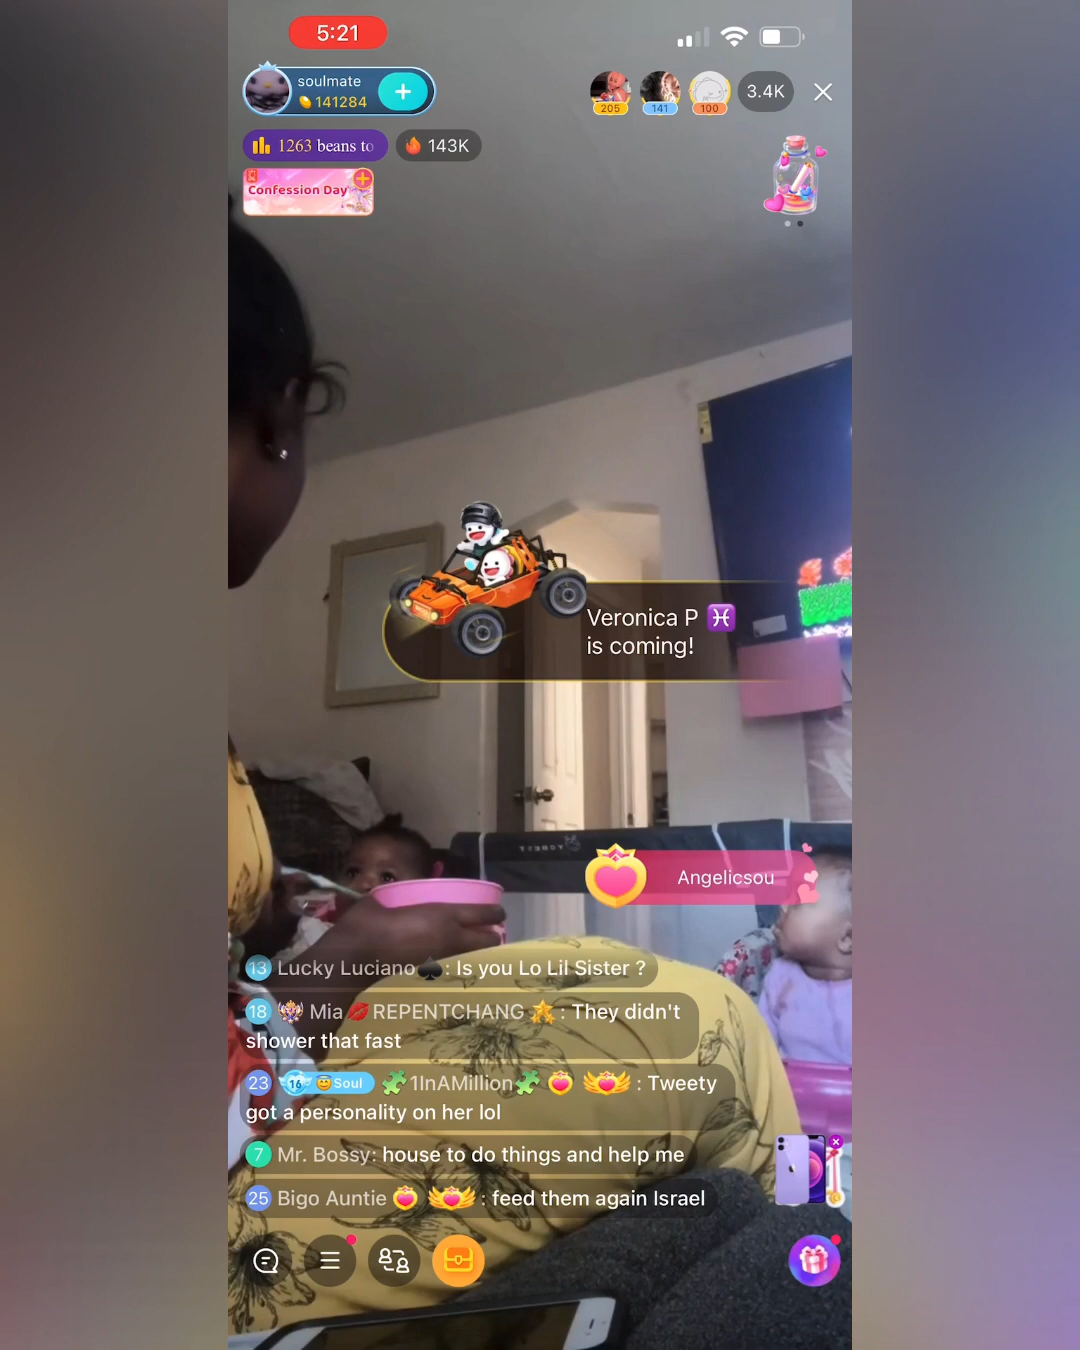 5:21
soulmate
141284
205
141
100
3.4K
1263 beans to
143K
Confession Day
Veronica P ♓
is coming!
Angelicsou
13 Lucky Luciano♠: Is you Lo Lil Sister ?
18 Mia💋REPENTCHANG🌟: They didn't
shower that fast
23 16 😇Soul 🧩1InAMillion🧩 : Tweety
got a personality on her lol
7 Mr. Bossy: house to do things and help me
25 Bigo Auntie : feed them again Israel